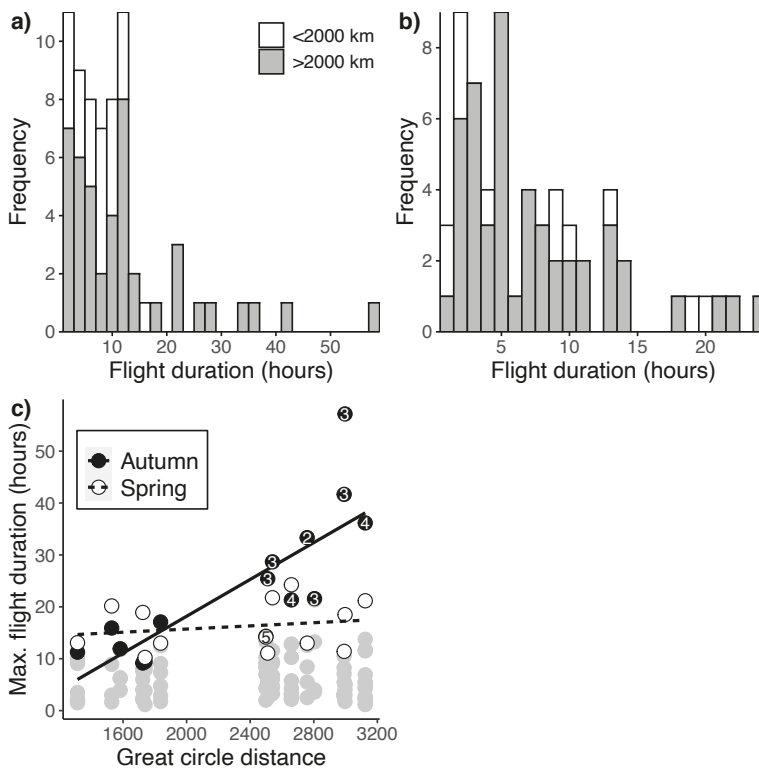 a)
<2000 km
>2000 km
Frequency
10
8
6
4
2
0
10 20 30 40 50
Flight duration (hours)
b)
Frequency
8
6
4
2
0
5 10 15 20
Flight duration (hours)
c)
Autumn
Spring
Max. flight duration (hours)
50
40
30
20
10
0
3
3
4
2
3
3
4
3
5
1600 2000 2400 2800 3200
Great circle distance